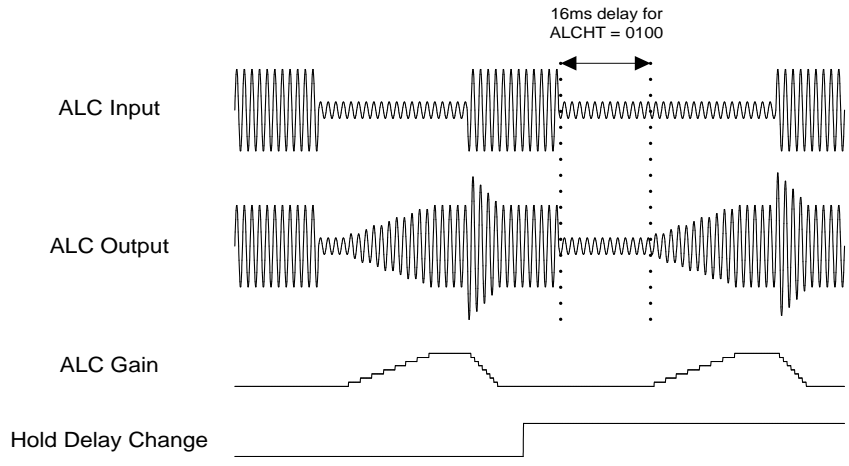 16ms delay for
ALCHT = 0100
ALC Input
ALC Output
ALC Gain
Hold Delay Change